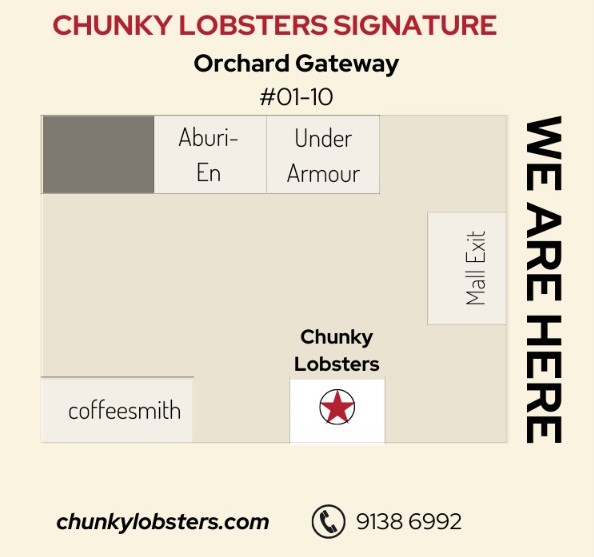 CHUNKY LOBSTERS SIGNATURE
Orchard Gateway
#01-10
Aburi-
En
Under
Armour
WE ARE HERE
Mall Exit
Chunky
Lobsters
coffeesmith
chunkylobsters.com
9138 6992